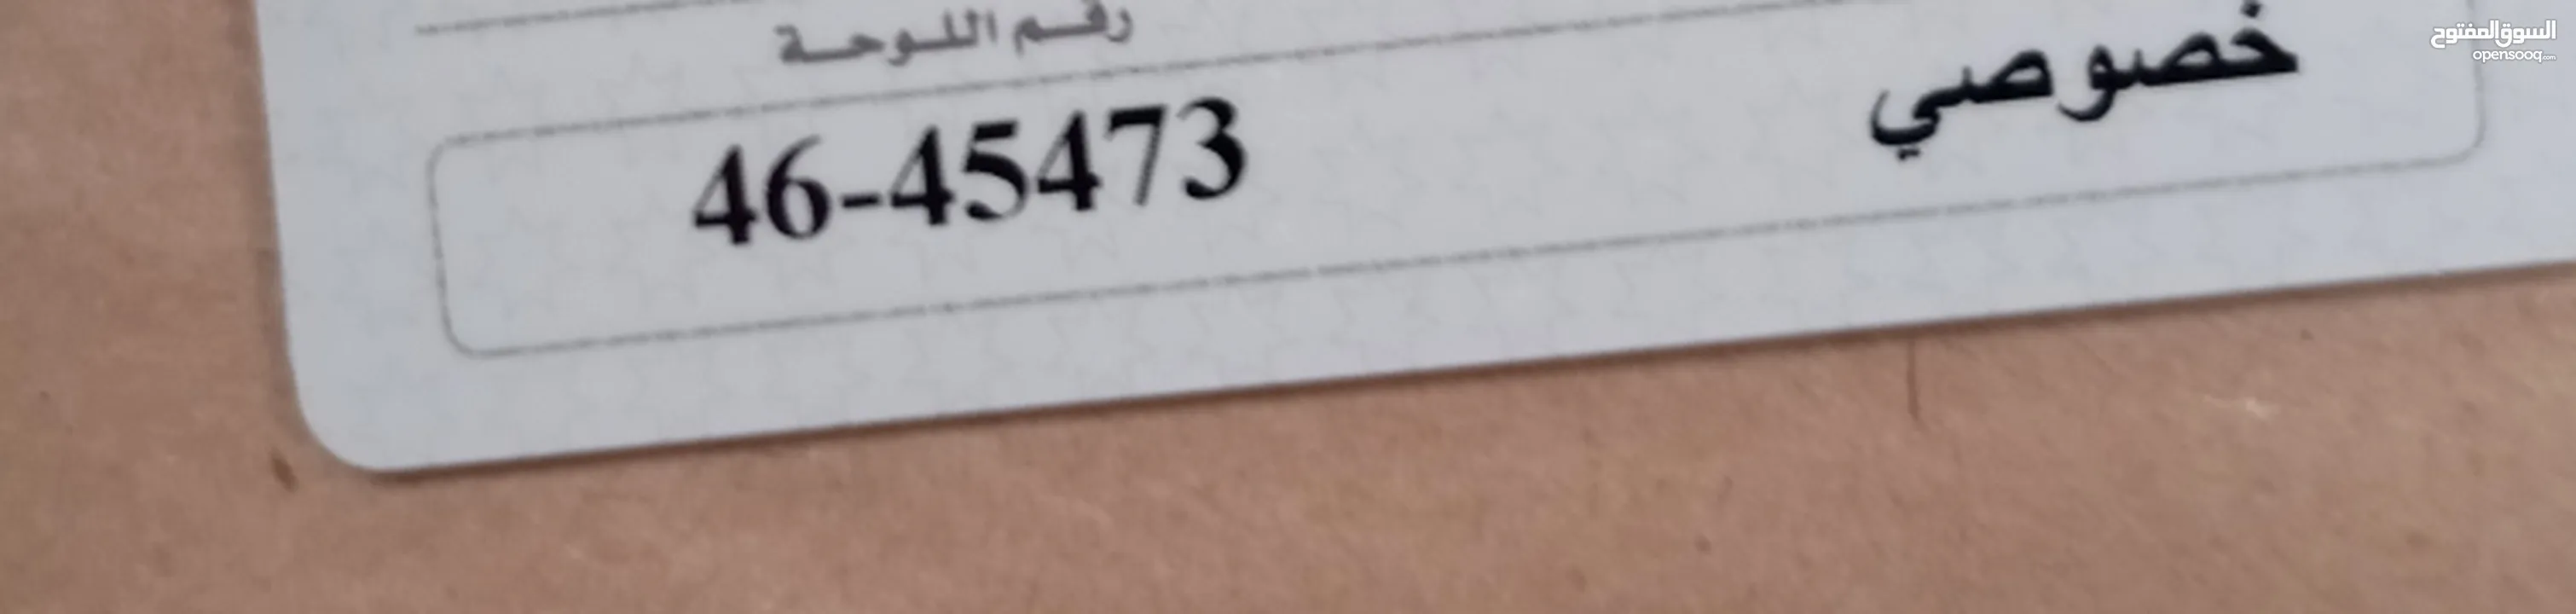 السوق المفتوح
opensooq.com
رقم اللوحة
خصوصي
46-45473